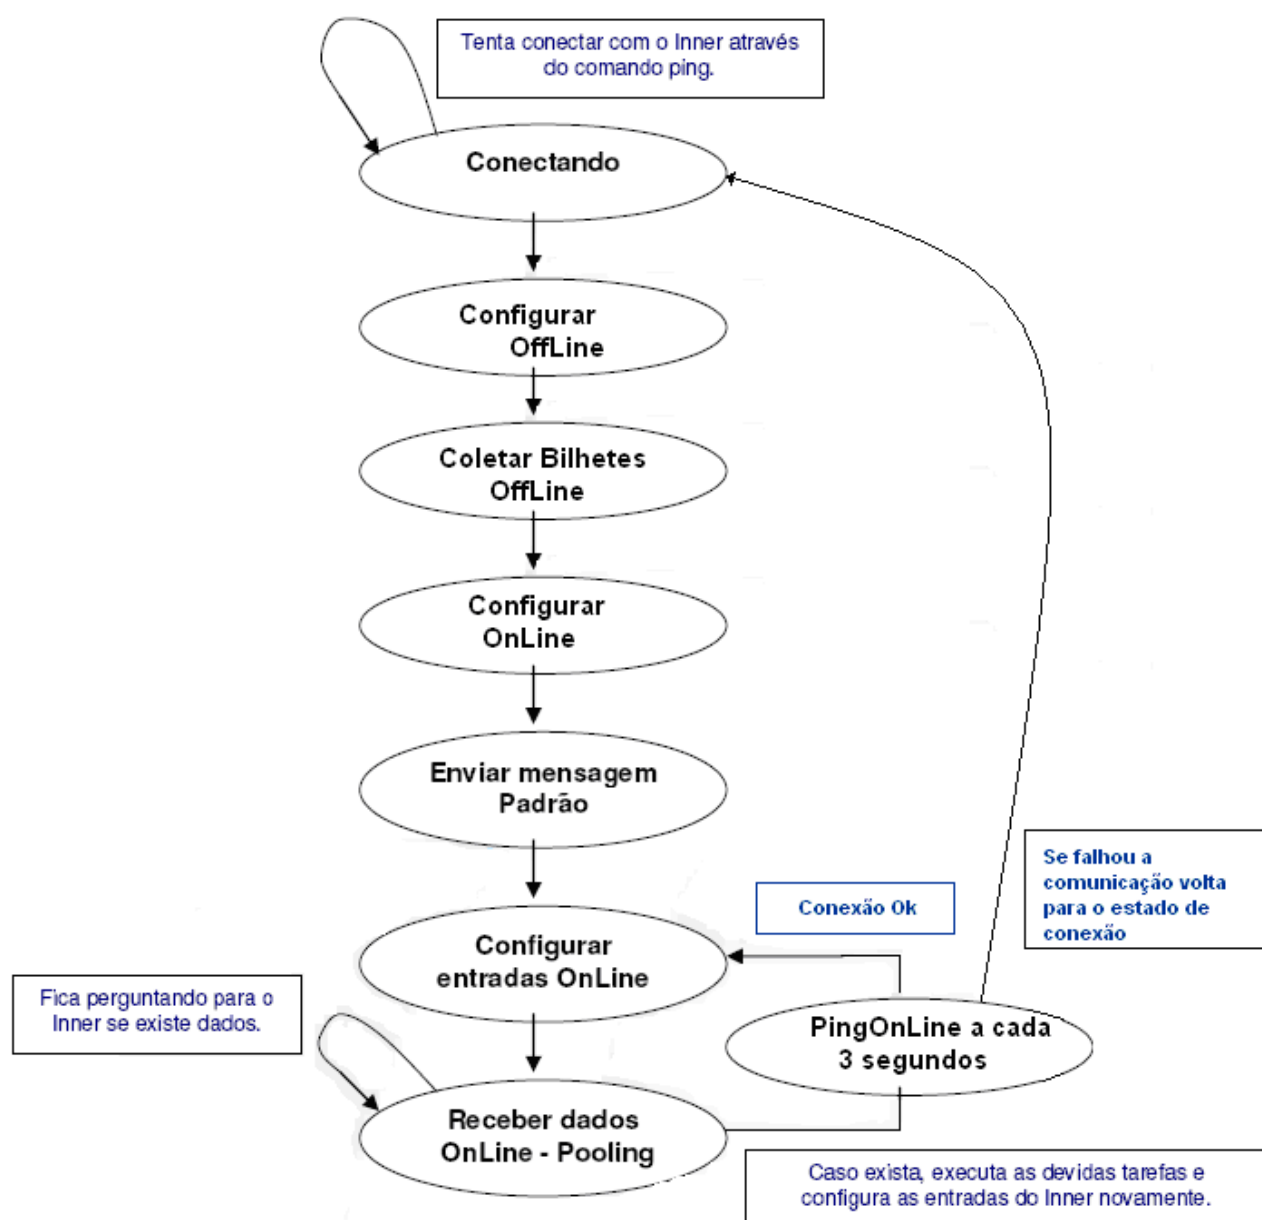 Tenta conectar com o Inner através
do comando ping.
Conectando
Configurar
OffLine
Coletar Bilhetes
OffLine
Configurar
OnLine
Enviar mensagem
Padrão
Se falhou a
comunicação volta
para o estado de
conexão
Conexão Ok
Configurar
entradas OnLine
Fica perguntando para o
Inner se existe dados.
PingOnLine a cada
3 segundos
Receber dados
OnLine - Pooling
Caso exista, executa as devidas tarefas e
configura as entradas do Inner novamente.